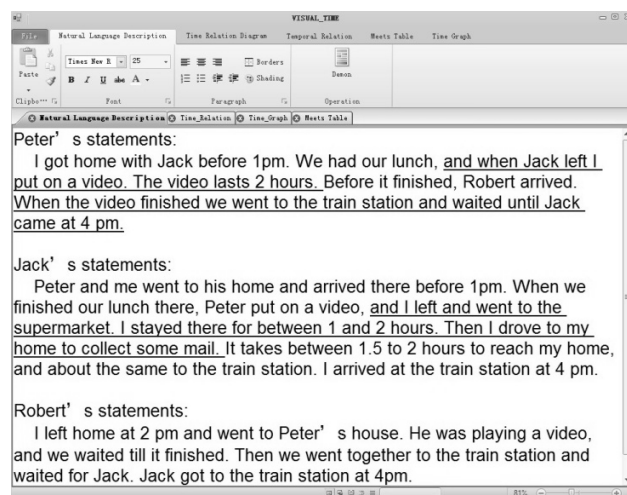 VISUAL_TIME
File Natural Language Description Time Relation Diagram Temporal Relation Meets Table Time Graph
Times New R 25 Borders
Paste B I U abc A Shading Demon
Clipbo··· Font Paragraph Operation
Natural Language Description Time_Relation Time_Graph Meets Table
Peter's statements:
I got home with Jack before 1pm. We had our lunch, and when Jack left I
put on a video. The video lasts 2 hours. Before it finished, Robert arrived.
When the video finished we went to the train station and waited until Jack
came at 4 pm.
Jack's statements:
Peter and me went to his home and arrived there before 1pm. When we
finished our lunch there, Peter put on a video, and I left and went to the
supermarket. I stayed there for between 1 and 2 hours. Then I drove to my
home to collect some mail. It takes between 1.5 to 2 hours to reach my home,
and about the same to the train station. I arrived at the train station at 4 pm.
Robert's statements:
I left home at 2 pm and went to Peter's house. He was playing a video,
and we waited till it finished. Then we went together to the train station and
waited for Jack. Jack got to the train station at 4pm.
81%